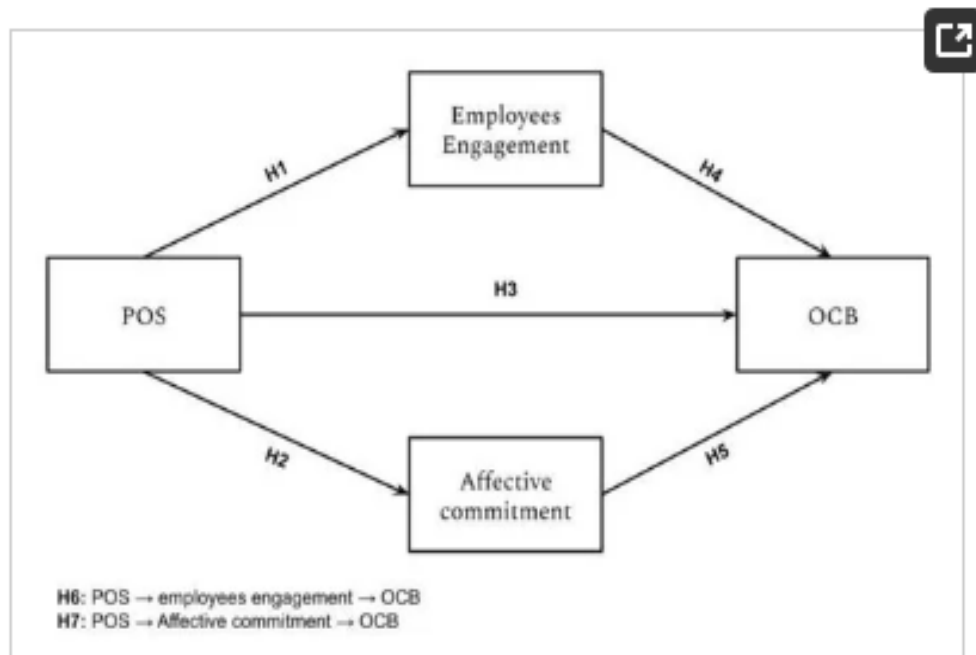 Employees
Engagement
H1
H4
POS
H3
OCB
H2
H5
Affective
commitment
H6: POS → employees engagement → OCB
H7: POS → Affective commitment → OCB